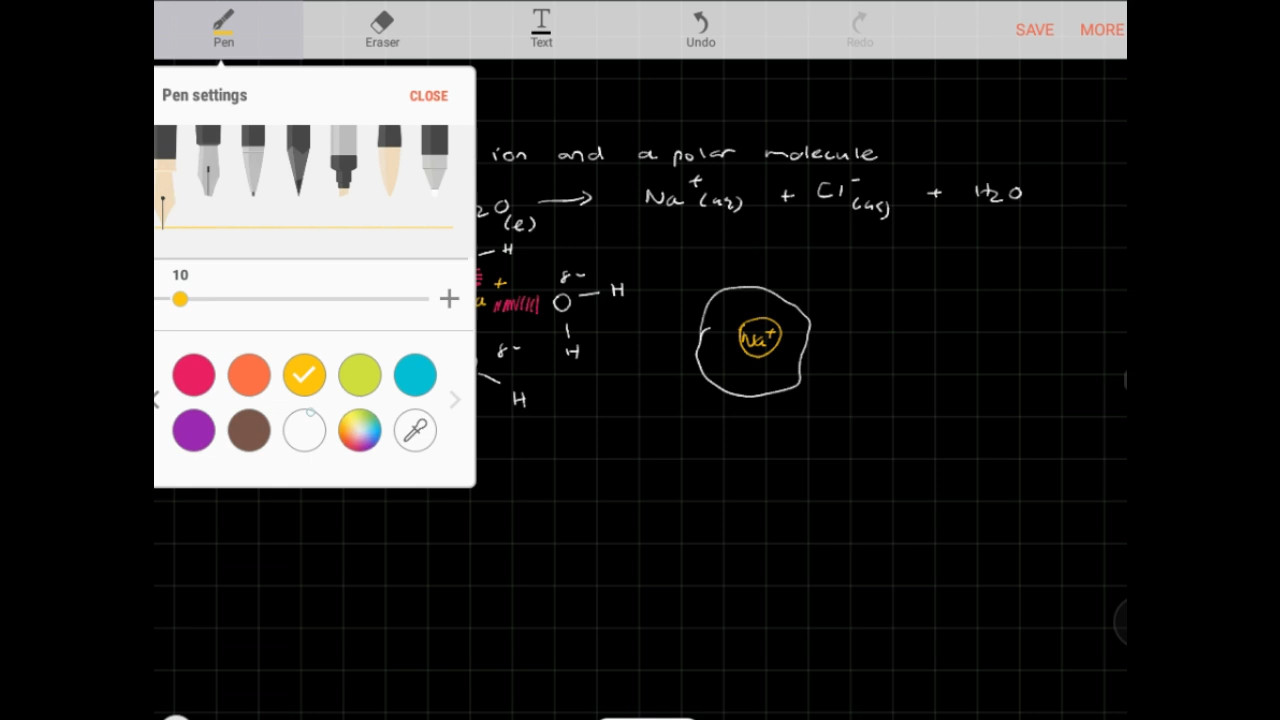 Pen Eraser Text Undo Redo SAVE MORE
Pen settings CLOSE
ion and a polar molecule
2O(l) → Na+(aq) + Cl-(aq) + H2O
H
+
10
δ-
O H
H
Na+
δ-
H